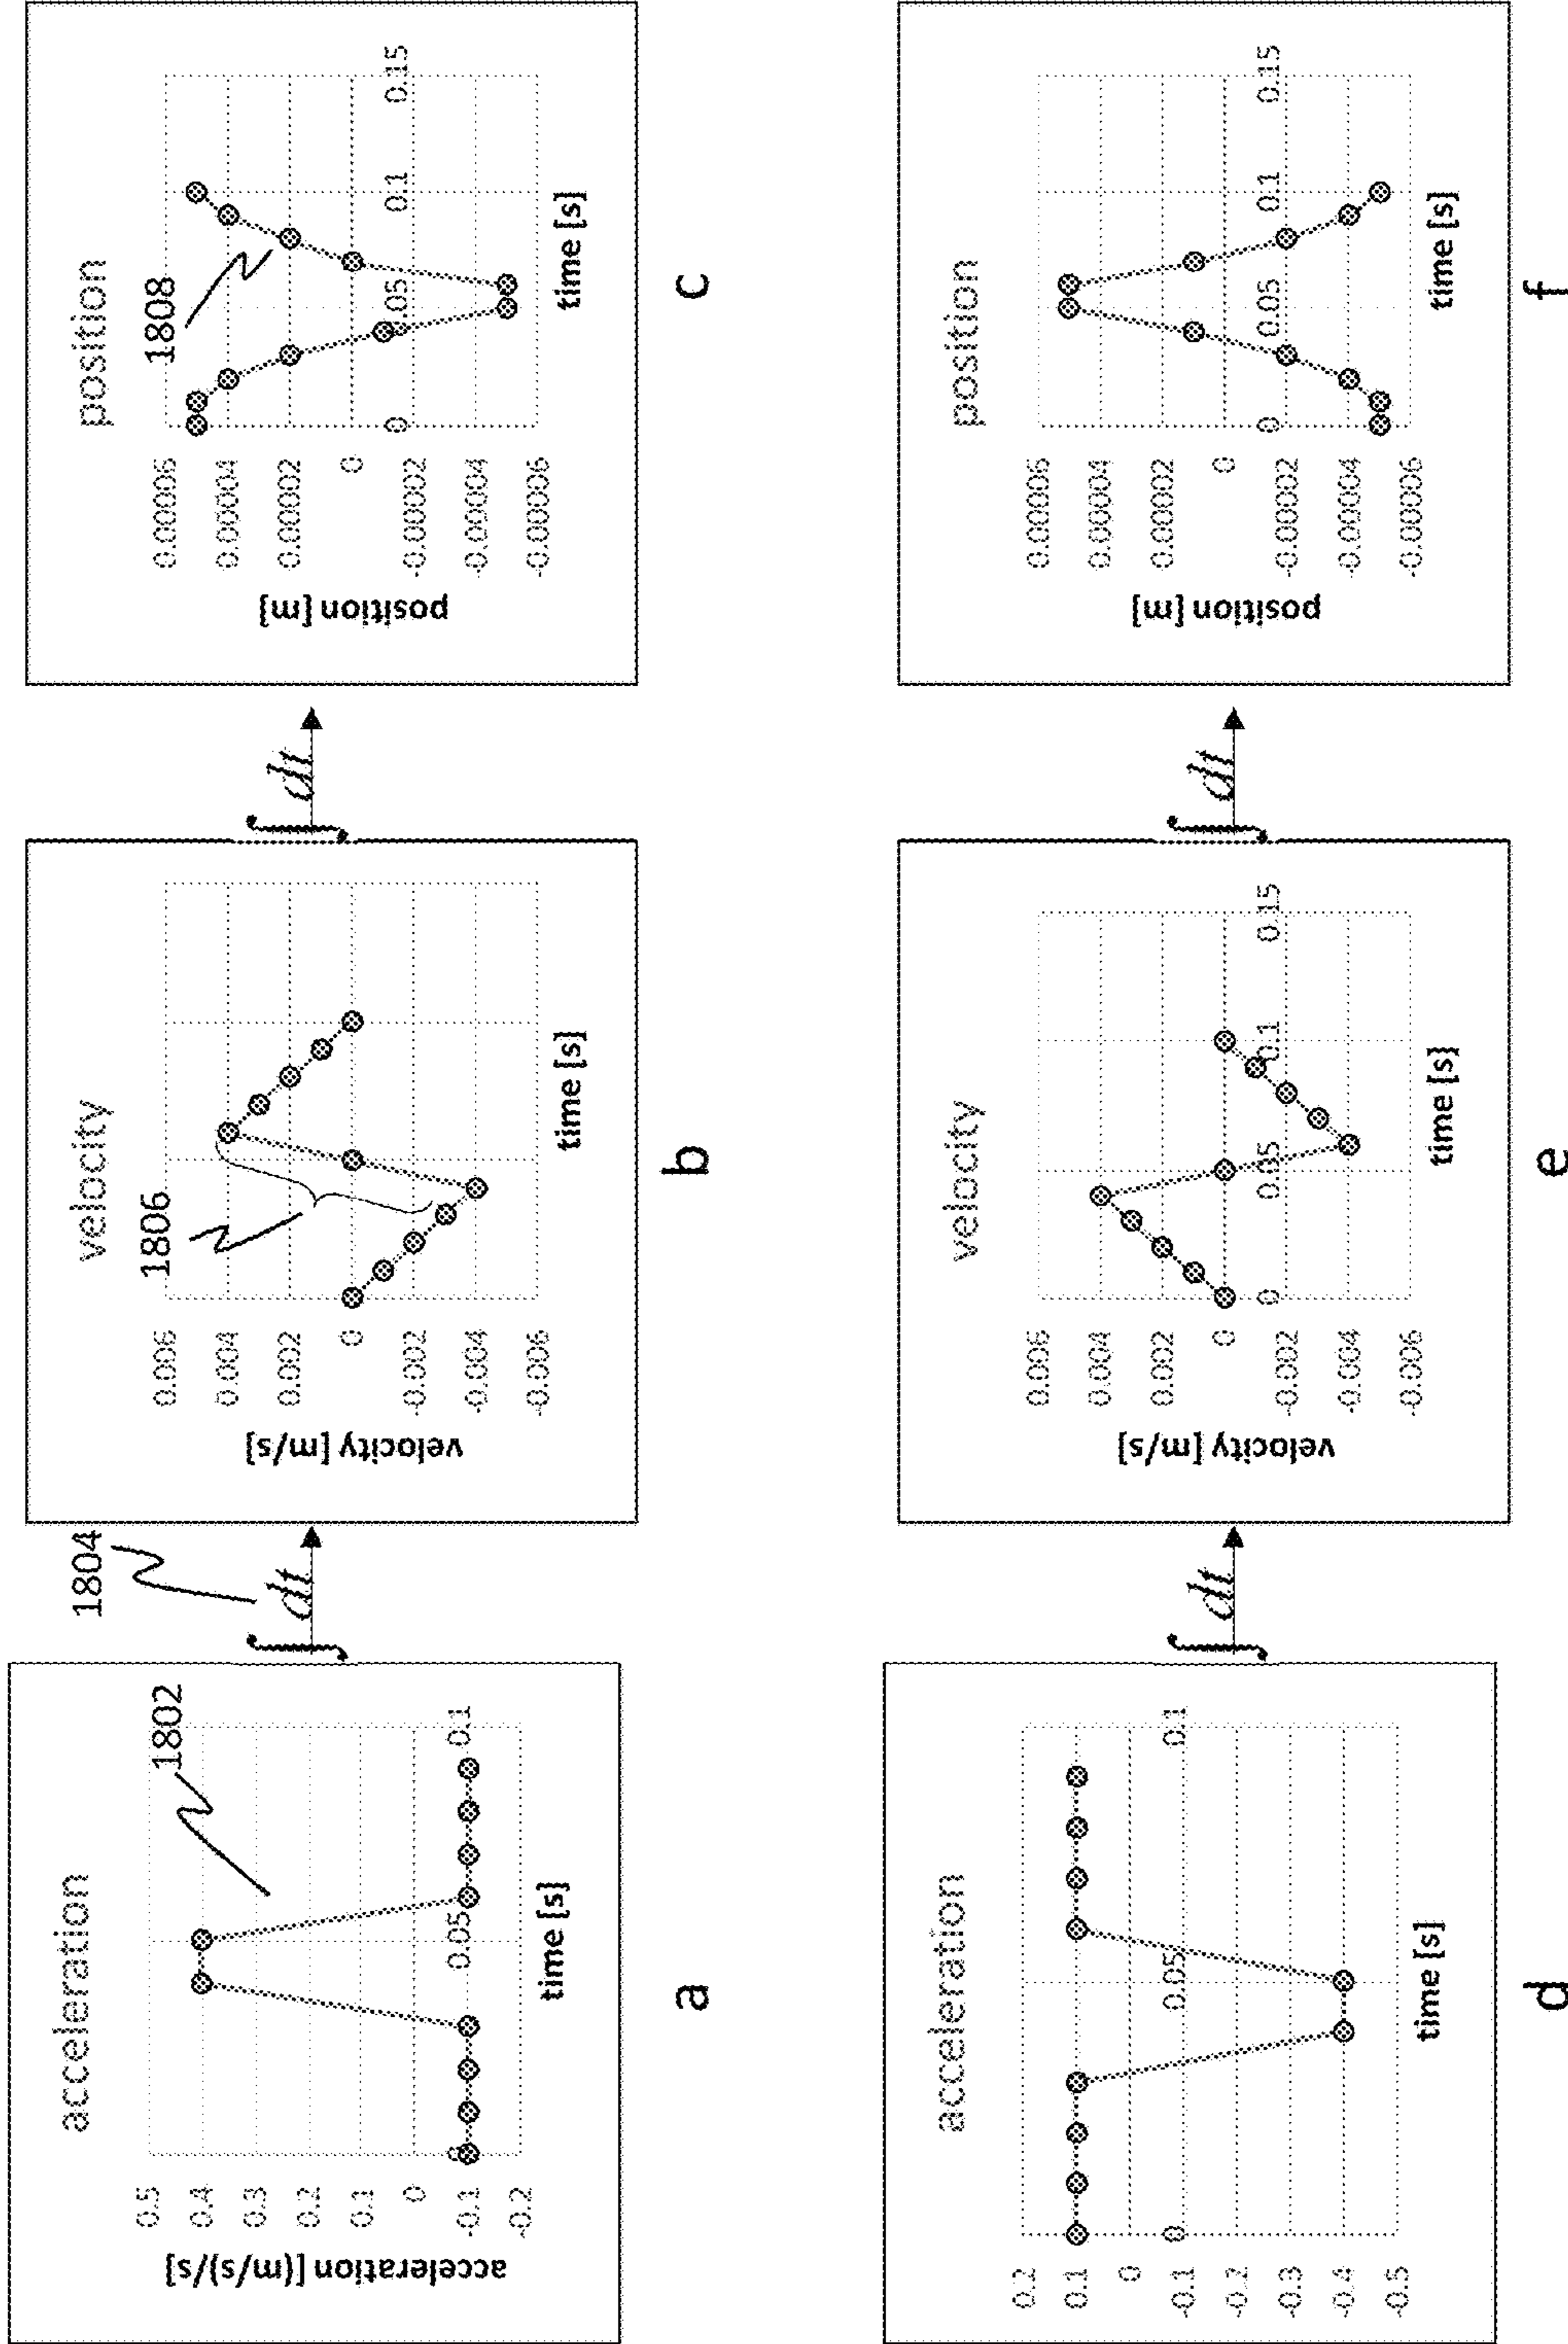 acceleration
1802
0.5
0.4
0.3
0.2
0.1
0
-0.1
-0.2
acceleration [(m/s)/s]
0
0.05
0.1
time [s]
a
1804
∫ dt
velocity
1806
0.006
0.004
0.002
0
-0.002
-0.004
-0.006
velocity [m/s]
time [s]
b
∫ dt
position
1808
0.00006
0.00004
0.00002
0
-0.00002
-0.00004
-0.00006
position [m]
0
0.05
0.1
0.15
time [s]
c
acceleration
0.2
0.1
0
-0.1
-0.2
-0.3
-0.4
-0.5
0
0.05
0.1
time [s]
d
∫ dt
velocity
0.006
0.004
0.002
0
-0.002
-0.004
-0.006
velocity [m/s]
0
0.05
0.1
0.15
time [s]
e
∫ dt
position
0.00006
0.00004
0.00002
0
-0.00002
-0.00004
-0.00006
position [m]
0
0.05
0.1
0.15
time [s]
f